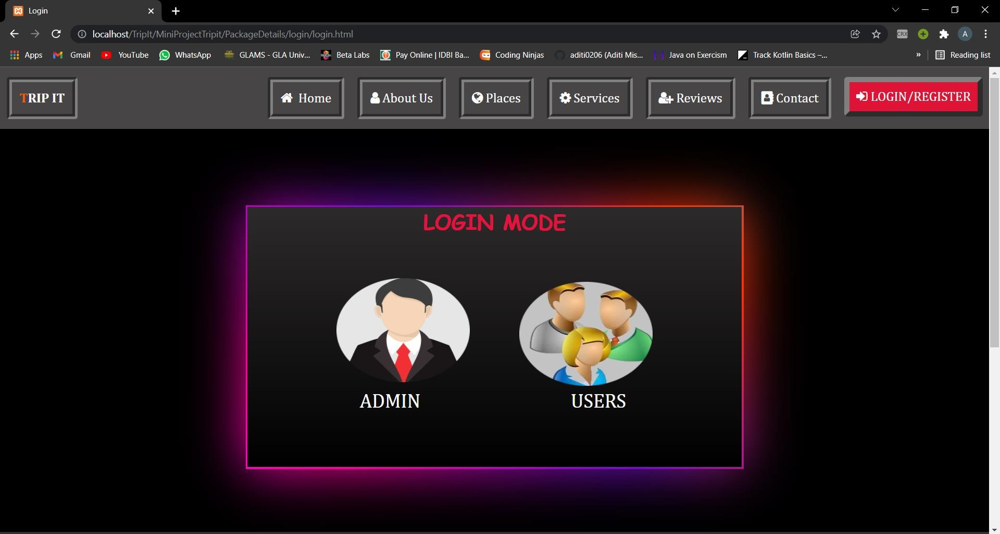 Login
localhost/TripIt/MiniProjectTripit/PackageDetails/login/login.html
A
CRX
Apps Gmail YouTube WhatsApp GLAMS - GLA Univ... Beta Labs Pay Online | IDBI Ba... Coding Ninjas aditi0206 (Aditi Mis... Java on Exercism Track Kotlin Basics –... » Reading list
TRIP IT Home About Us Places Services Reviews Contact LOGIN/REGISTER
LOGIN MODE
ADMIN USERS